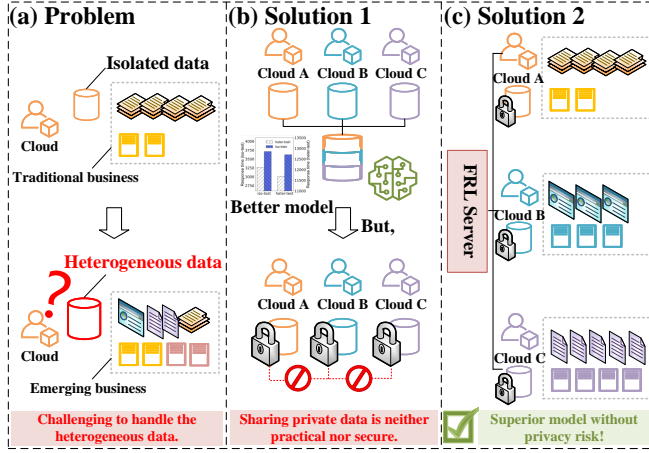 (a) Problem
Isolated data
Cloud
Traditional business
Heterogeneous data
?
Cloud
Emerging business
Challenging to handle the
heterogeneous data.
(b) Solution 1
Cloud A Cloud B Cloud C
Better model
But,
Cloud A Cloud B Cloud C
Sharing private data is neither
practical nor secure.
(c) Solution 2
Cloud A
FRL Server
Cloud B
Cloud C
Superior model without
privacy risk!